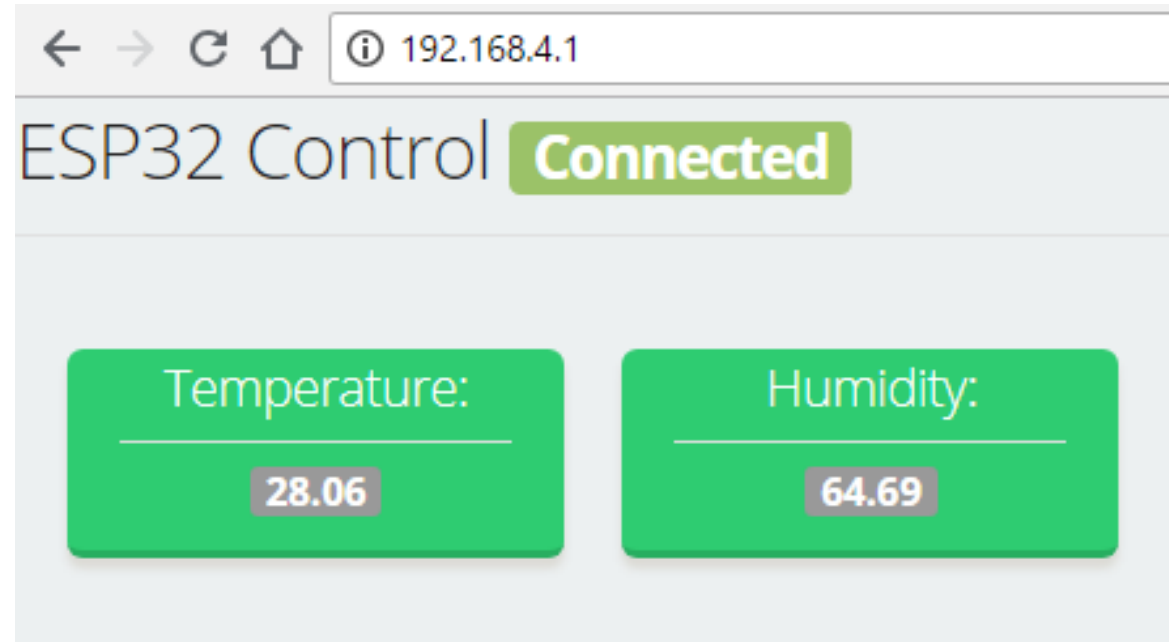 192.168.4.1
ESP32 Control Connected
Temperature: Humidity:
28.06 64.69